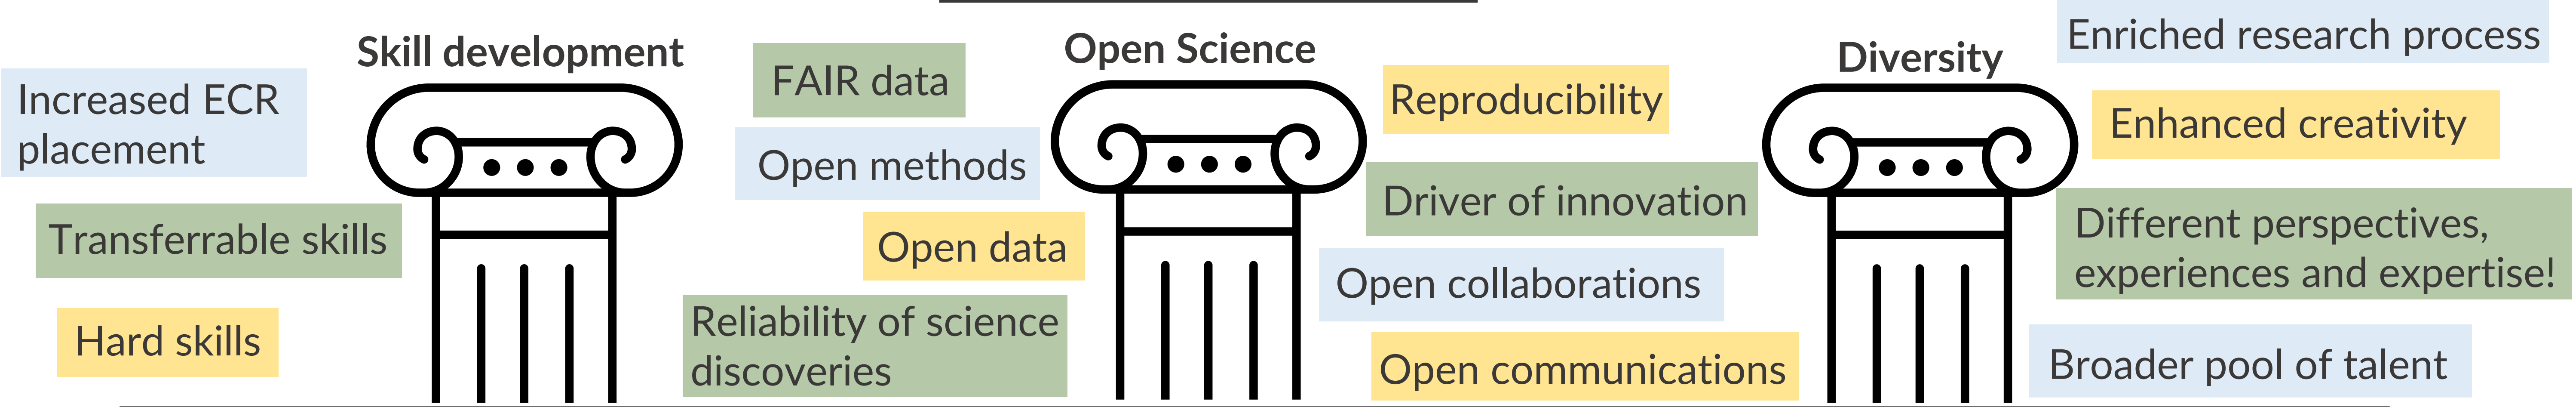 Skill development
Increased ECR
placement
Transferrable skills
Hard skills
Open Science
FAIR data
Open methods
Open data
Reliability of science
discoveries
Reproducibility
Driver of innovation
Open collaborations
Open communications
Diversity
Enriched research process
Enhanced creativity
Different perspectives,
experiences and expertise!
Broader pool of talent